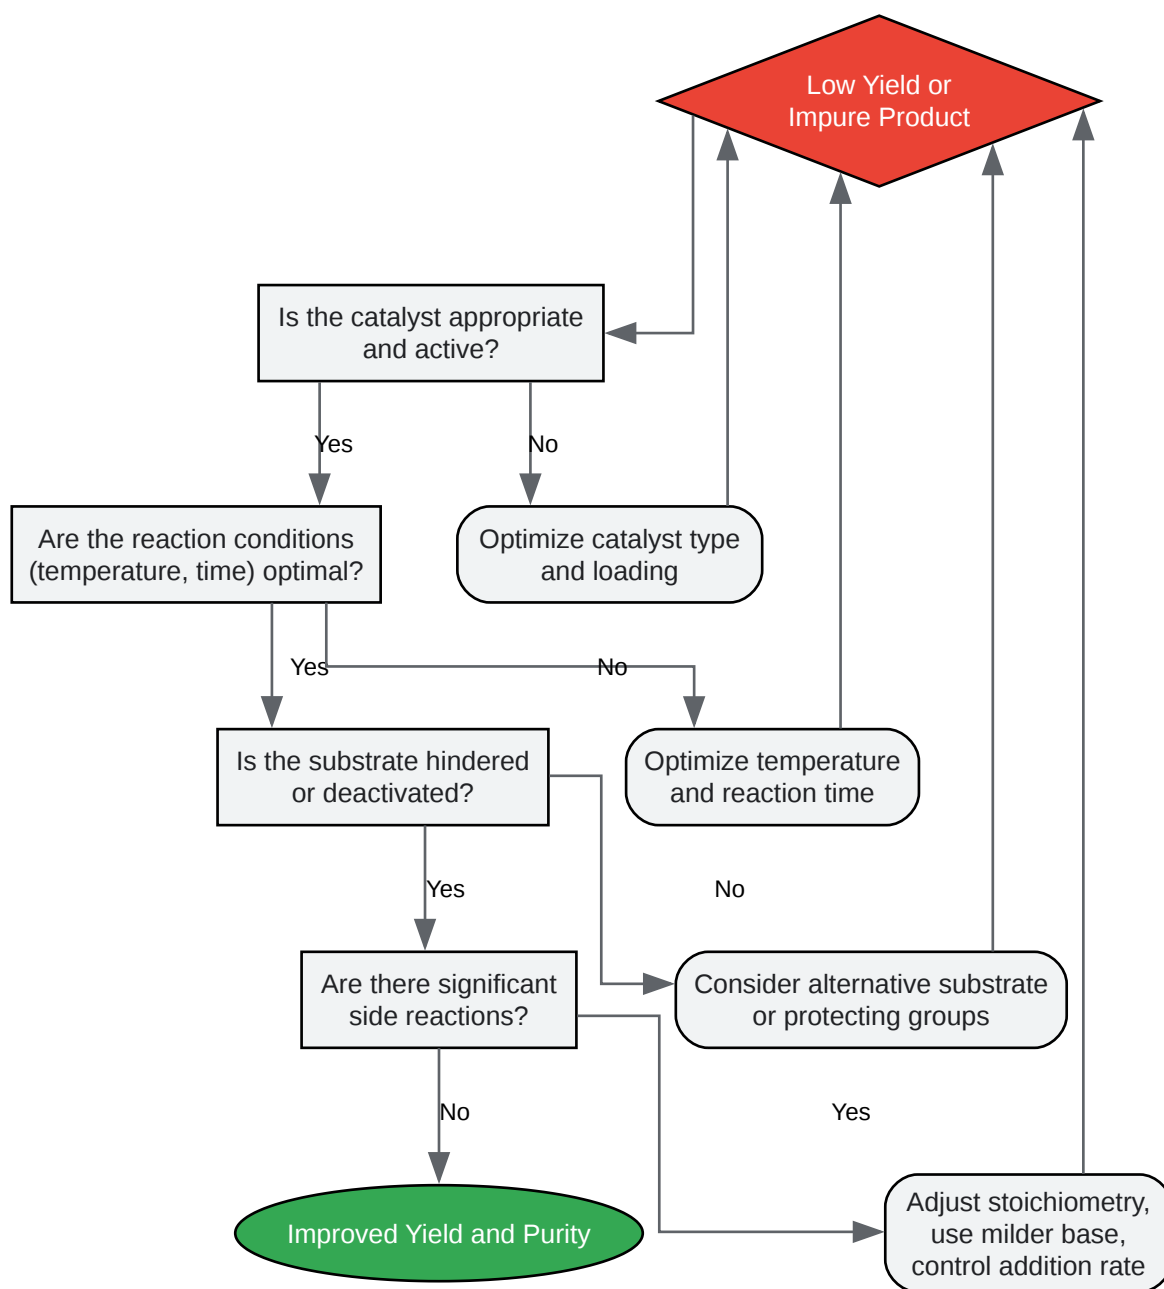 Low Yield or
Impure Product
Is the catalyst appropriate
and active?
Yes
No
Are the reaction conditions
(temperature, time) optimal?
Optimize catalyst type
and loading
Yes
No
Is the substrate hindered
or deactivated?
Optimize temperature
and reaction time
Yes
No
Are there significant
side reactions?
Consider alternative substrate
or protecting groups
No
Yes
Improved Yield and Purity
Adjust stoichiometry,
use milder base,
control addition rate